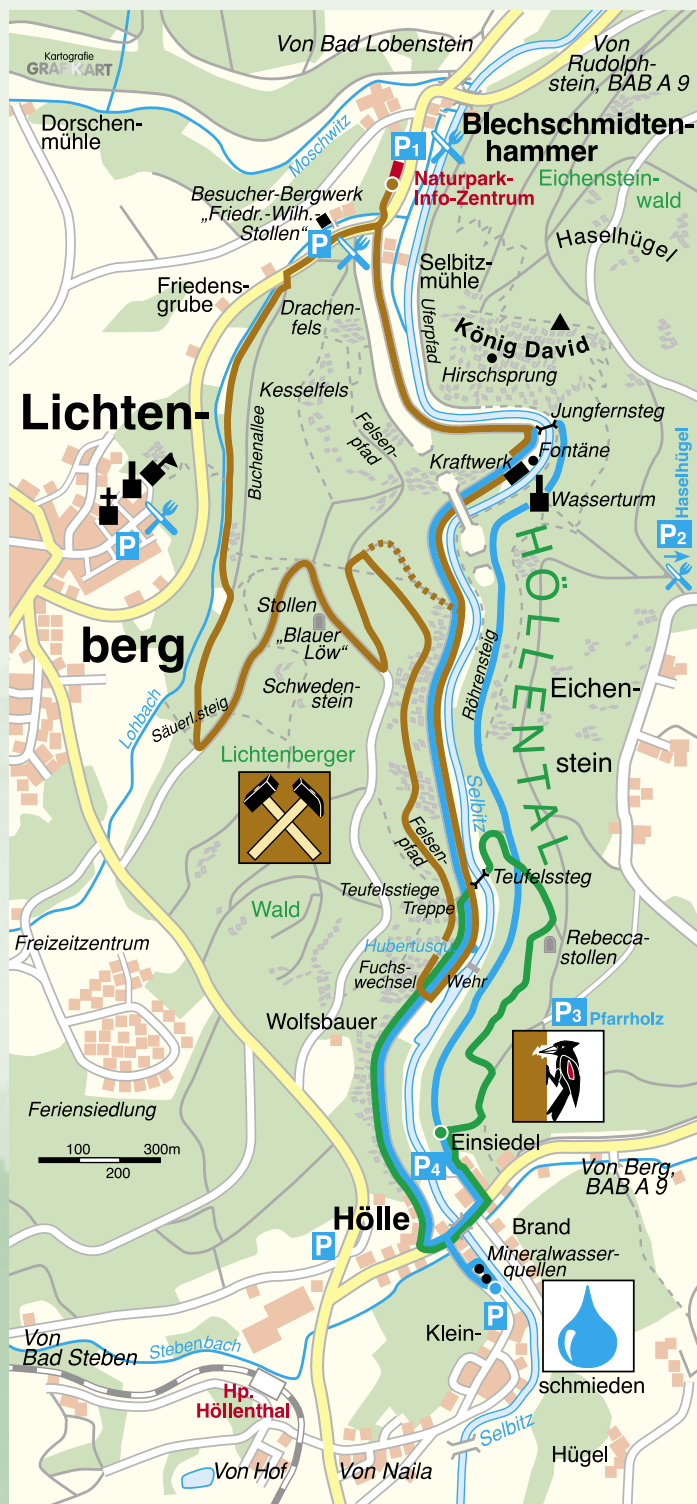 Kartografie
GRAFIKART
Von Bad Lobenstein
Von
Rudolph-
stein, BAB A 9
Dorschen-
mühle
Moschwitz
P1
Blechschmidten-
hammer
Naturpark-
Info-Zentrum
Eichenstein-
wald
Besucher-Bergwerk
„Friedr.-Wilh.-
Stollen“
P
Haselhügel
Selbitz-
mühle
Friedens-
grube
Drachen-
fels
Uferpfad
König David
Hirschsprung
Kesselfels
Lichten-
Buchenallee
Felsen-
pfad
Jungfernsteg
Fontäne
Kraftwerk
Wasserturm
P
P2
Haselhügel
HÖLLENTAL
Stollen
„Blauer
Löw“
berg
Schweden-
stein
Röhrensteig
Eichen-
stein
Säuerl.steig
Lohbach
Lichtenberger
Selbitz
Felsen-
pfad
Teufelssteg
Teufelsstiege
Treppe
Wald
Hubertusqu.
Rebecca-
stollen
Freizeitzentrum
Fuchs-
wechsel
Wehr
P3 Pfarrholz
Wolfsbauer
Feriensiedlung
100 300m
200
Einsiedel
P4
Von Berg,
BAB A 9
Hölle
P
Brand
Mineralwasser-
quellen
P
Klein-
schmieden
Von
Bad Steben
Stebenbach
Hp.
Höllenthal
Selbitz
Hügel
Von Hof
Von Naila